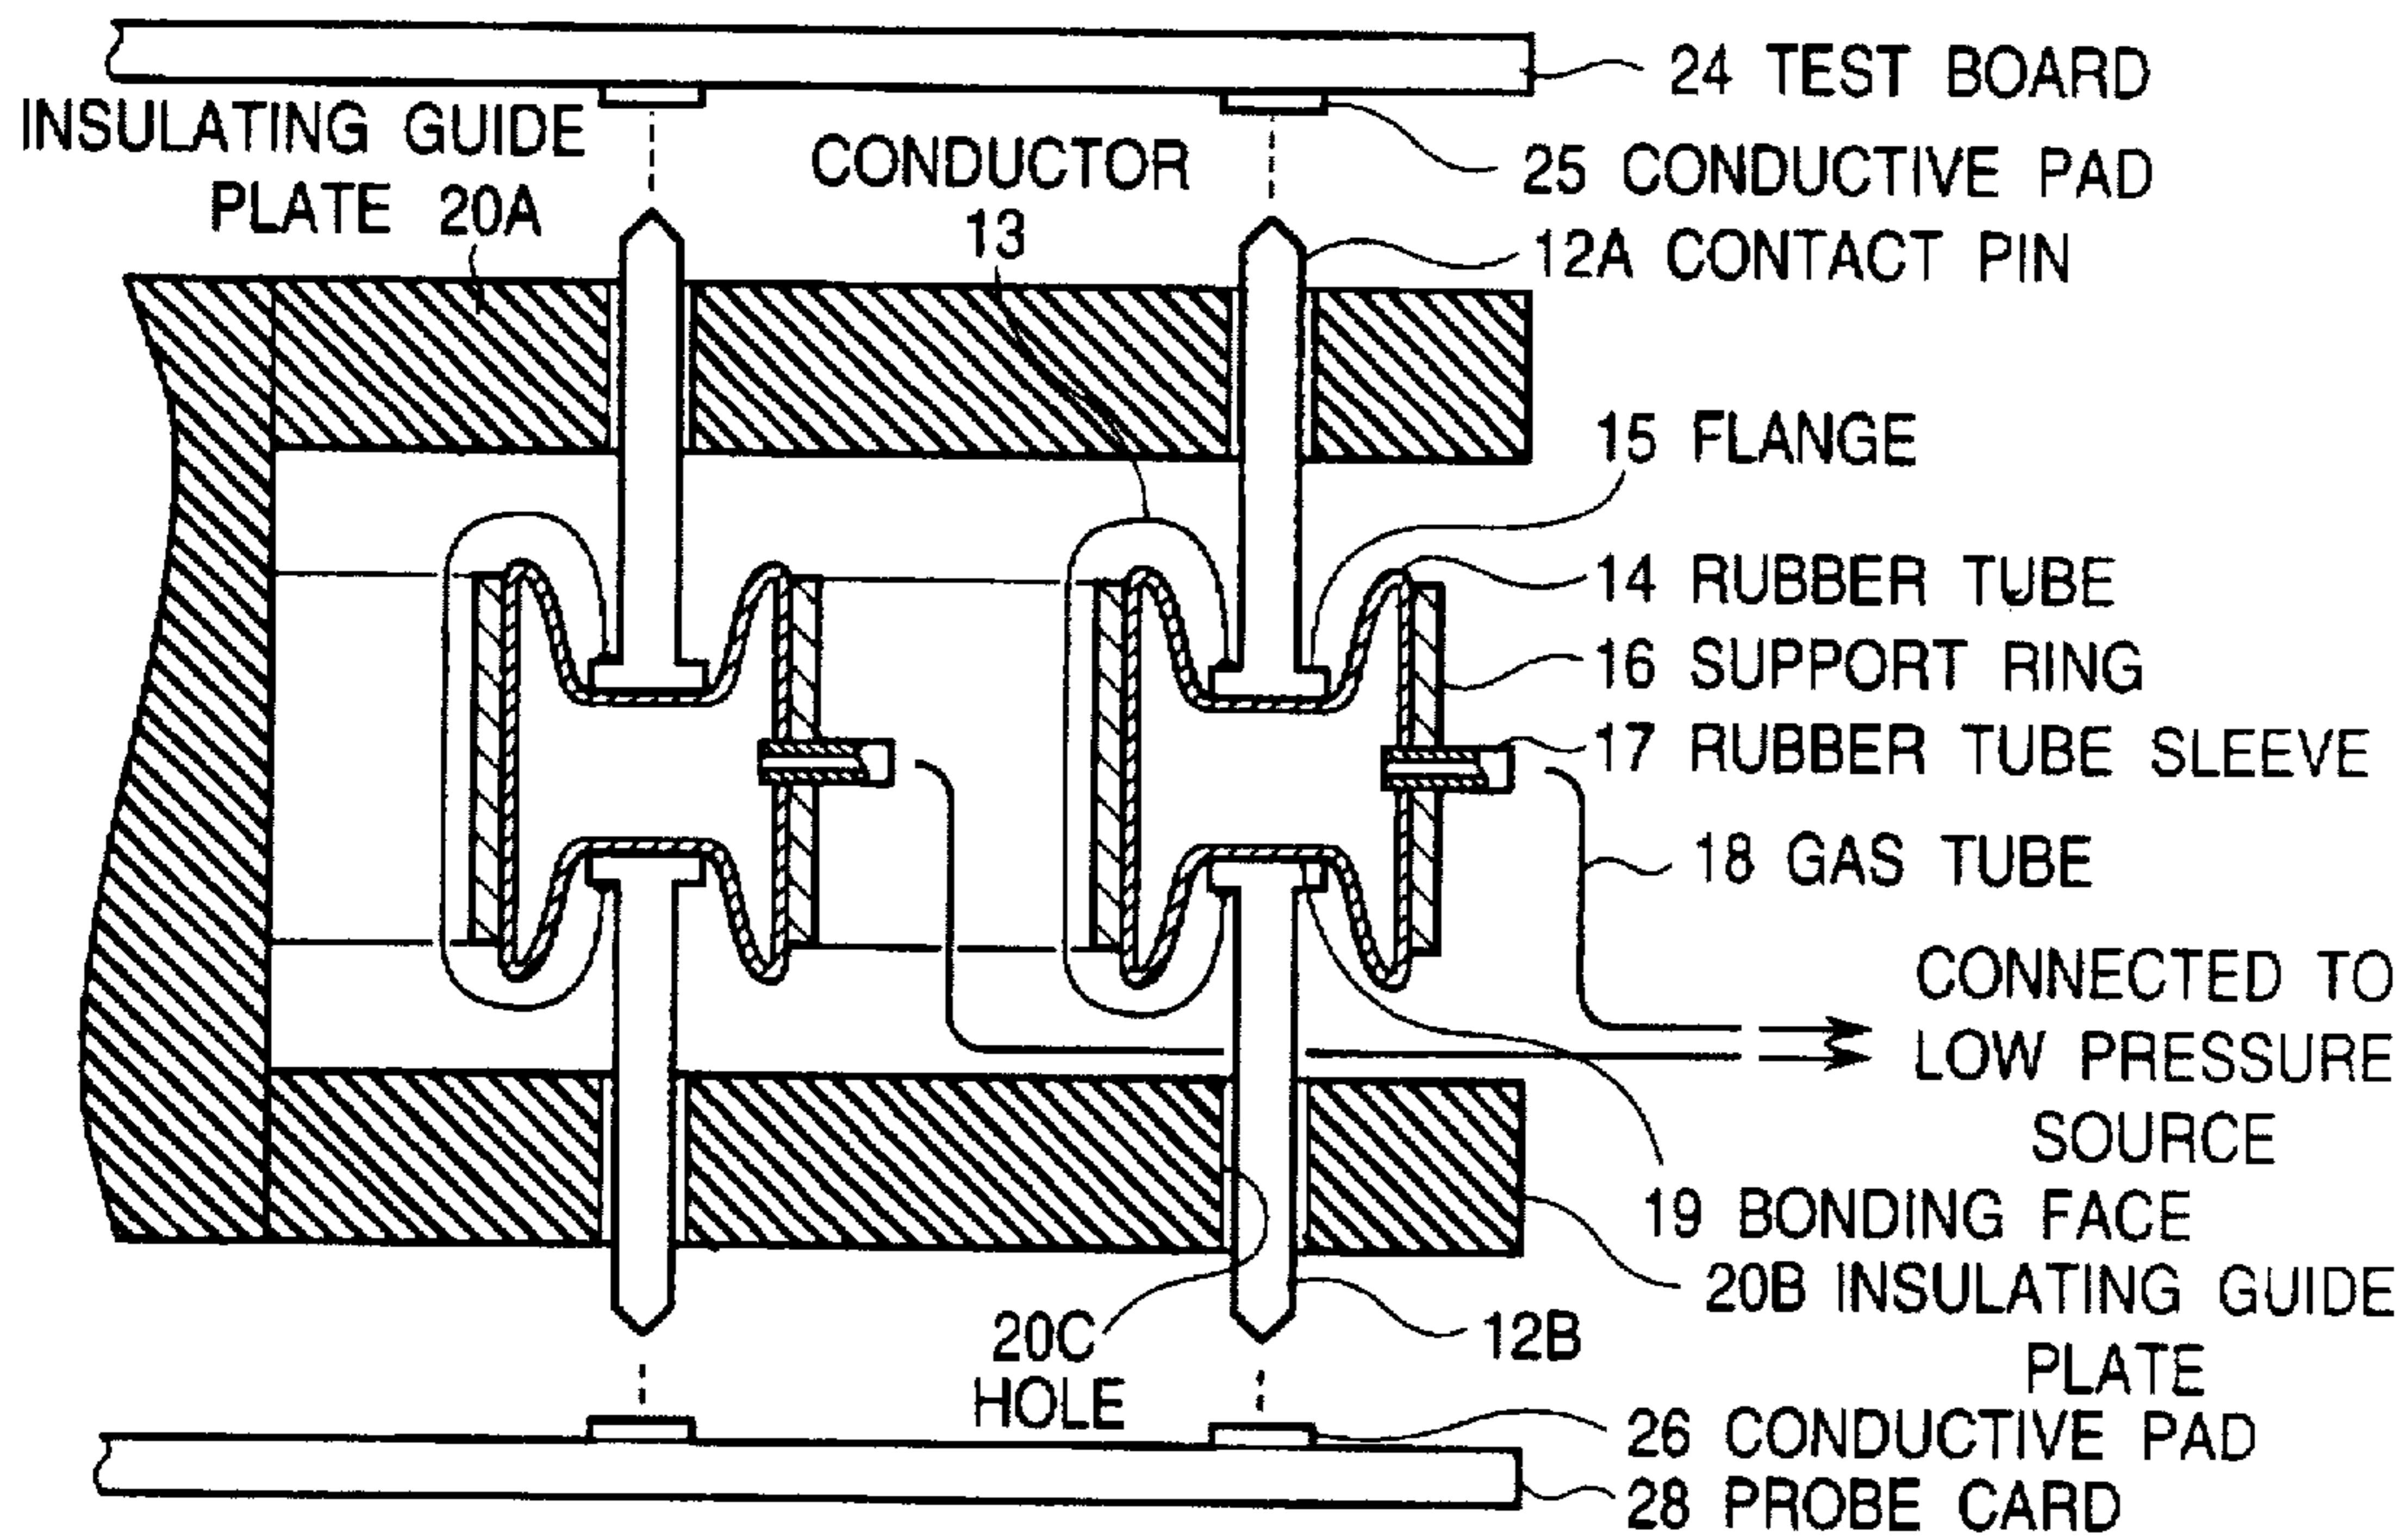 24 TEST BOARD
INSULATING GUIDE
PLATE 20A
CONDUCTOR
13
25 CONDUCTIVE PAD
12A CONTACT PIN
15 FLANGE
14 RUBBER TUBE
16 SUPPORT RING
17 RUBBER TUBE SLEEVE
18 GAS TUBE
CONNECTED TO
LOW PRESSURE
SOURCE
19 BONDING FACE
20B INSULATING GUIDE
PLATE
20C
HOLE
12B
26 CONDUCTIVE PAD
28 PROBE CARD